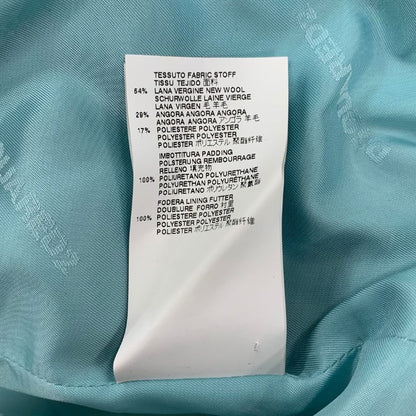 TESSUTO FABRIC STOFF
TISSU TEJIDO 面料
54% LANA VERGINE NEW WOOL
SCHURWOLLE LAINE VIERGE
LANA VIRGEN 毛 羊毛
29% ANGORA ANGORA ANGORA
ANGORA ANGORA アンゴラ 羊毛
17% POLIESTERE POLYESTER
POLYESTER POLYESTER
POLIESTER ポリエステル 聚酯纤维
IMBOTTITURA PADDING
POLSTERUNG REMBOURRAGE
RELLENO 填充物
100% POLIURETANO POLYURETHANE
POLYURETHAN POLYURÉTHANE
POLIURETANO ポリウレタン 聚氨酯
FODERA LINING FUTTER
DOUBLURE FORRO 衬里
100% POLIESTERE POLYESTER
POLYESTER POLYESTER
POLIESTER ポリエステル 聚酯纤维